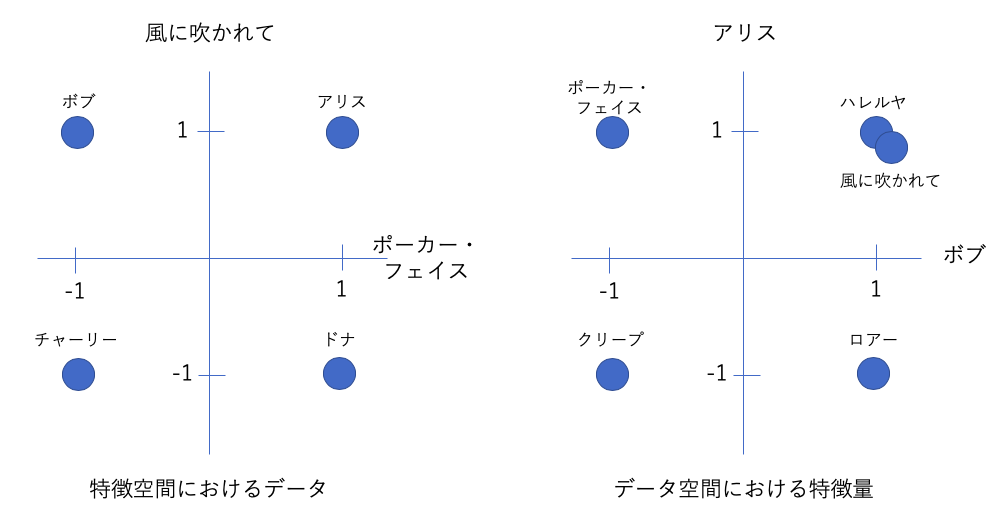 風に吹かれて
ボブ
アリス
1
ポーカー・
フェイス
-1
1
チャーリー
ドナ
-1
特徴空間におけるデータ
アリス
ポーカー・
フェイス
ハレルヤ
1
風に吹かれて
ボブ
-1
1
クリープ
ロアー
-1
データ空間における特徴量